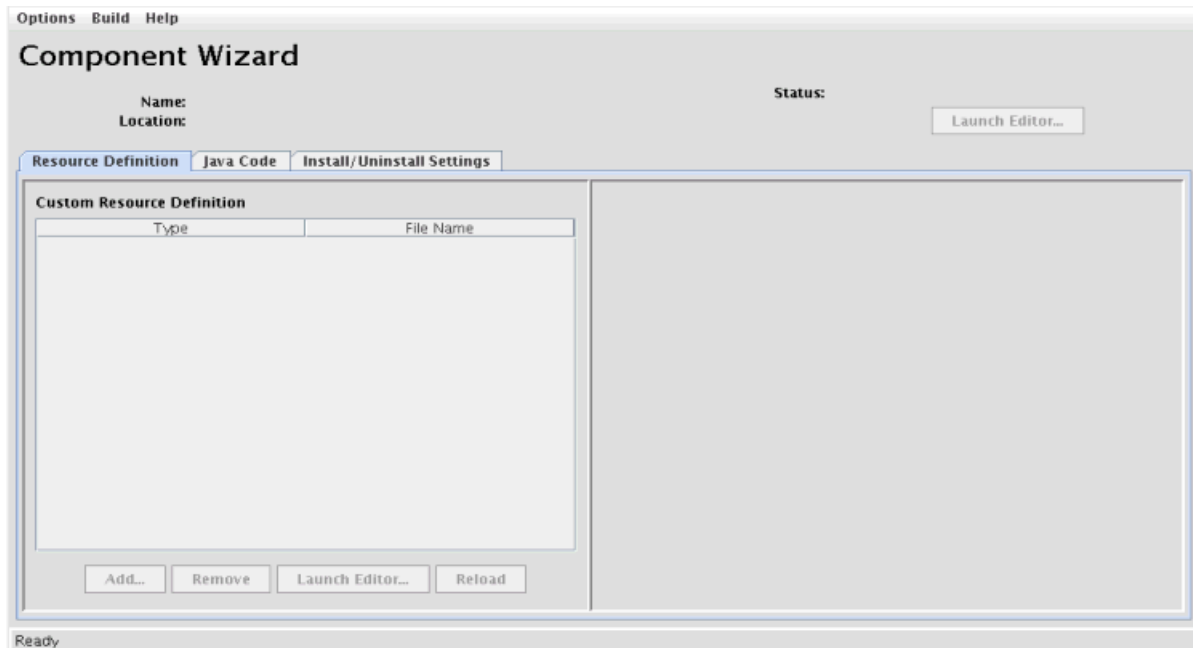 Options Build Help
Component Wizard
Name:
Location:
Status:
Launch Editor...
Resource Definition Java Code Install/Uninstall Settings
Custom Resource Definition
Type File Name
Add... Remove Launch Editor... Reload
Ready